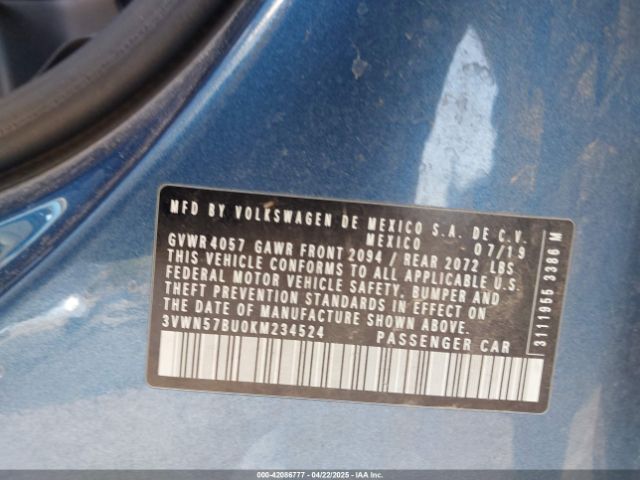 MFD BY VOLKSWAGEN DE MEXICO S.A. DE C.V.
MEXICO 07/19
GVWR 4057 GAWR FRONT 2094 / REAR 2072 LBS
THIS VEHICLE CONFORMS TO ALL APPLICABLE U.S.
FEDERAL MOTOR VEHICLE SAFETY. BUMPER AND
THEFT PREVENTION STANDARDS IN EFFECT ON
THE DATE OF MANUFACTURE SHOWN ABOVE.
3VWN57BU0KM234524
PASSENGER CAR
3111955 3386 M
000-42086777 - 04/22/2025 - IAAI, Inc.